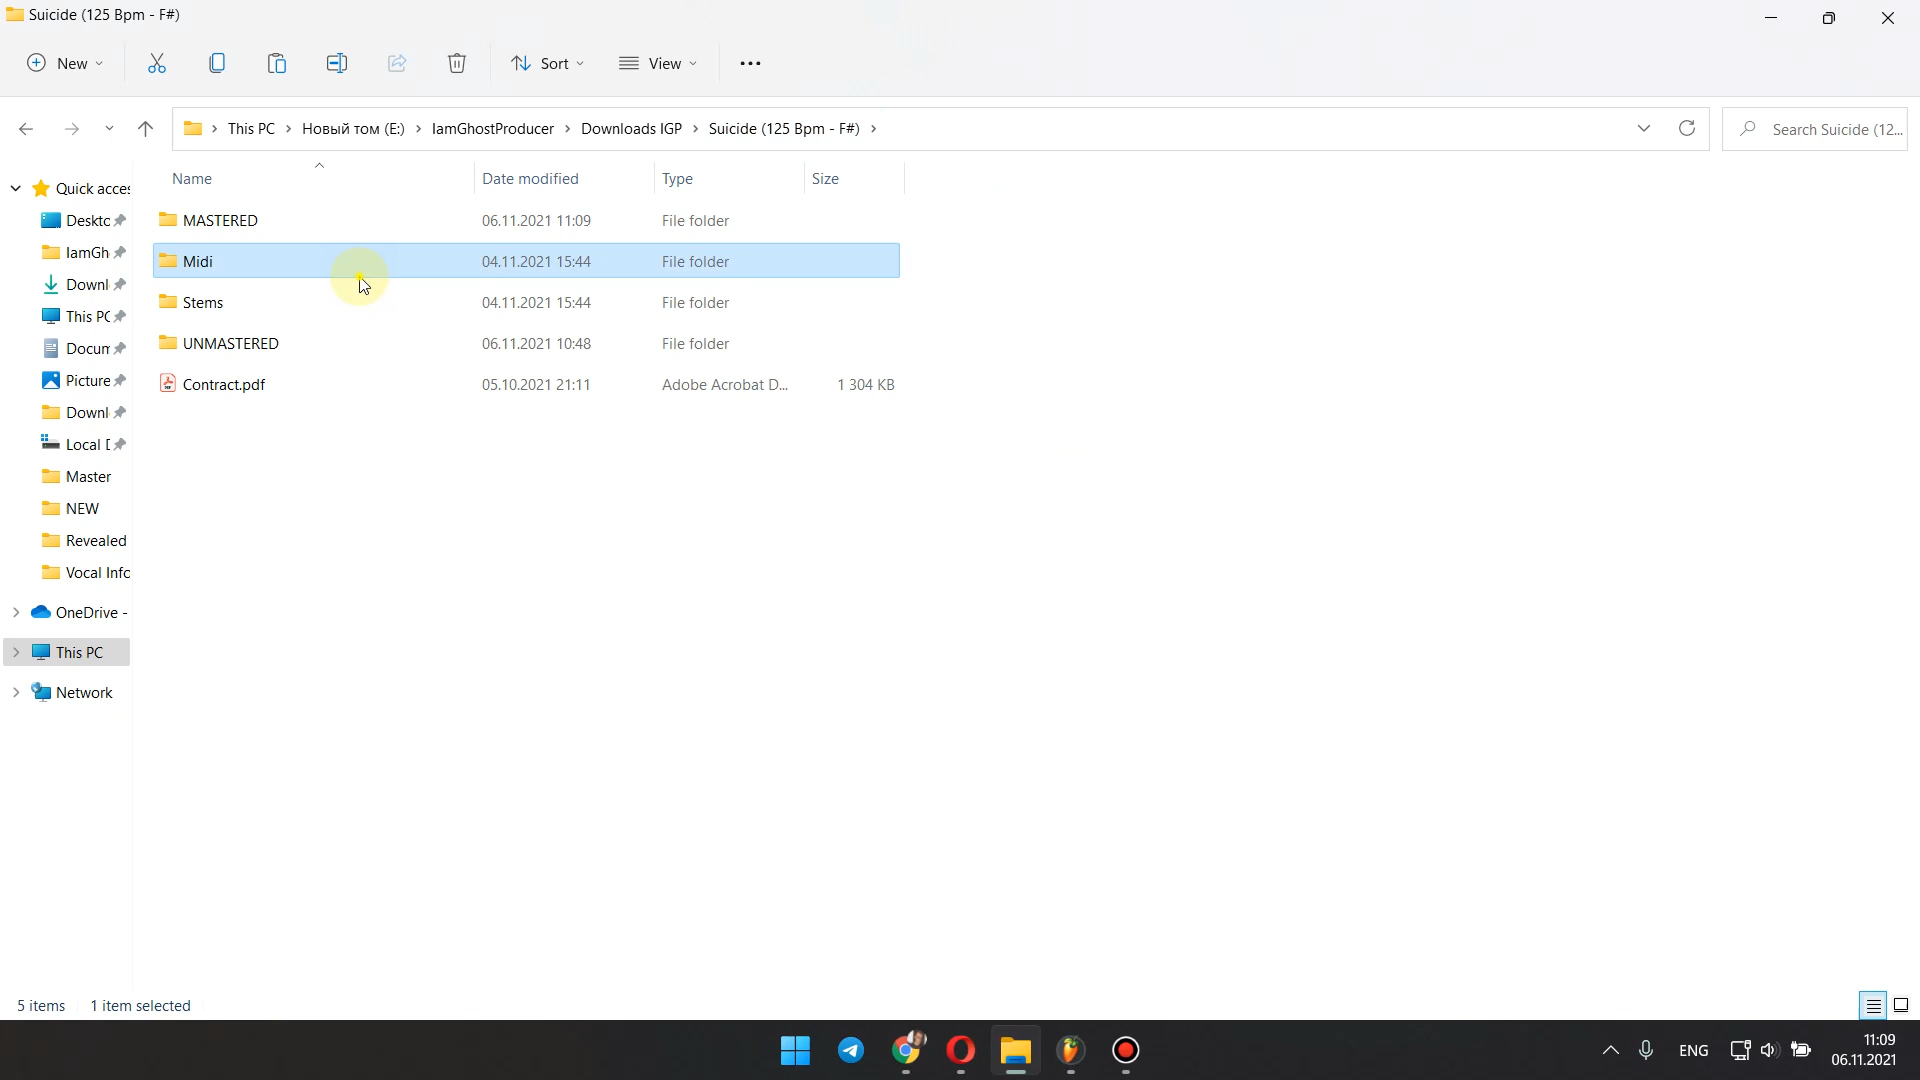 Suicide (125 Bpm - F#)
New
Sort
View
This PC > Новый том (E:) > IamGhostProducer > Downloads IGP > Suicide (125 Bpm - F#) >
Search Suicide (12...
Name Date modified Type Size
MASTERED 06.11.2021 11:09 File folder
Midi 04.11.2021 15:44 File folder
Stems 04.11.2021 15:44 File folder
UNMASTERED 06.11.2021 10:48 File folder
Contract.pdf 05.10.2021 21:11 Adobe Acrobat D... 1 304 KB
Quick acces
Deskto
IamGh
Downl
This PC
Docum
Picture
Downl
Local D
Master
NEW
Revealed
Vocal Info
OneDrive -
This PC
Network
5 items 1 item selected
ENG
11:09
06.11.2021